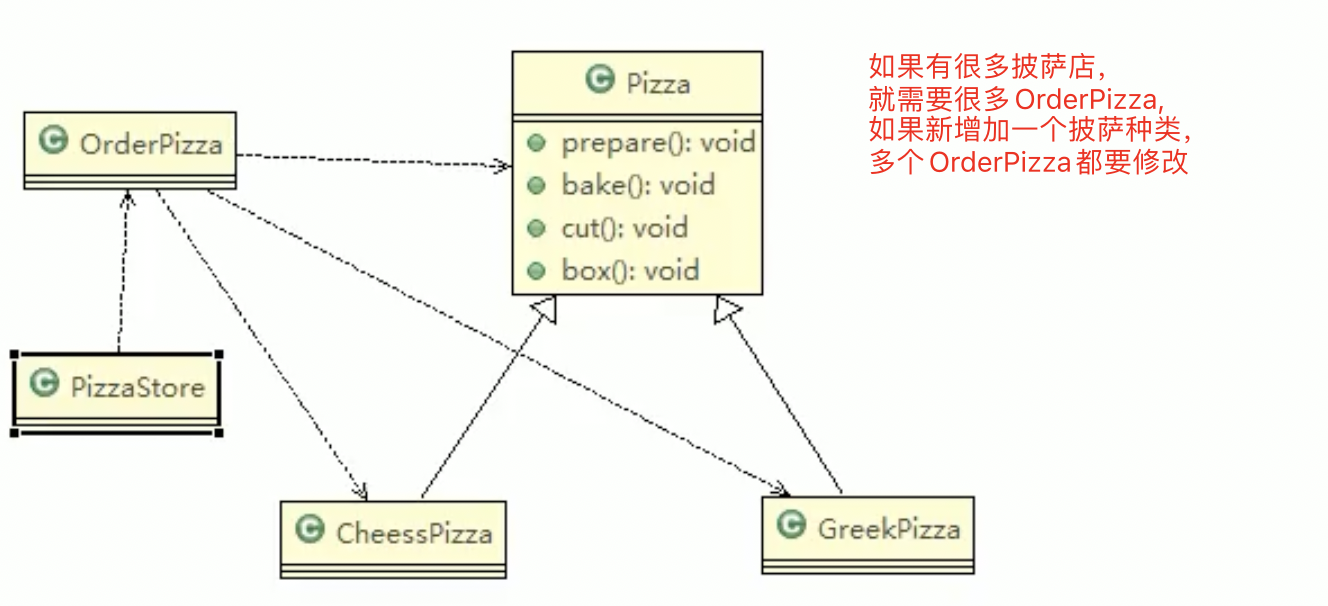 C Pizza
prepare(): void
bake(): void
cut(): void
box(): void
如果有很多披萨店，
就需要很多OrderPizza,
如果新增加一个披萨种类，
多个OrderPizza都要修改
C OrderPizza
C PizzaStore
C CheessPizza
C GreekPizza